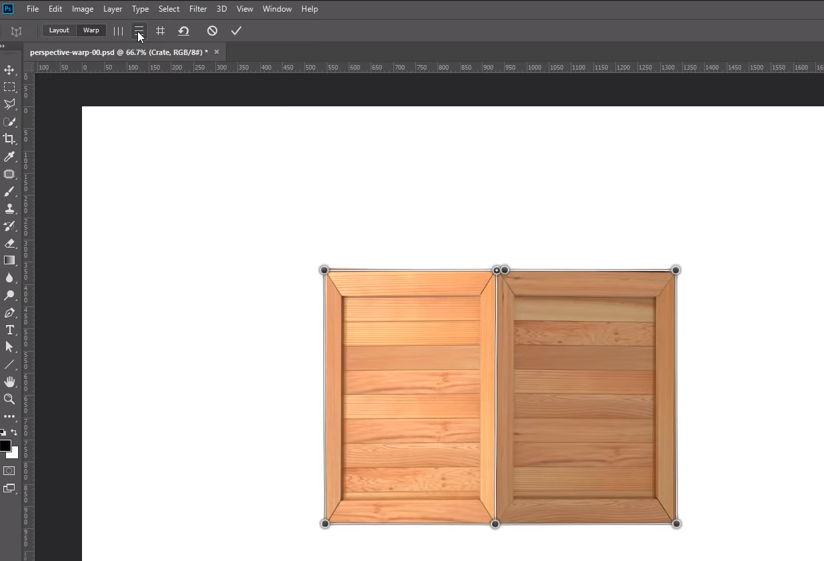 Ps File Edit Image Layer Type Select Filter 3D View Window Help
Layout Warp
perspective-warp-00.psd @ 66.7% (Crate, RGB/8#) * ×
100 50 0 50 100 150 200 250 300 350 400 450 500 550 600 650 700 750 800 850 900 950 1000 1050 1100 1150 1200 1250 1300 1350 1400 1450 1500 1550 1600